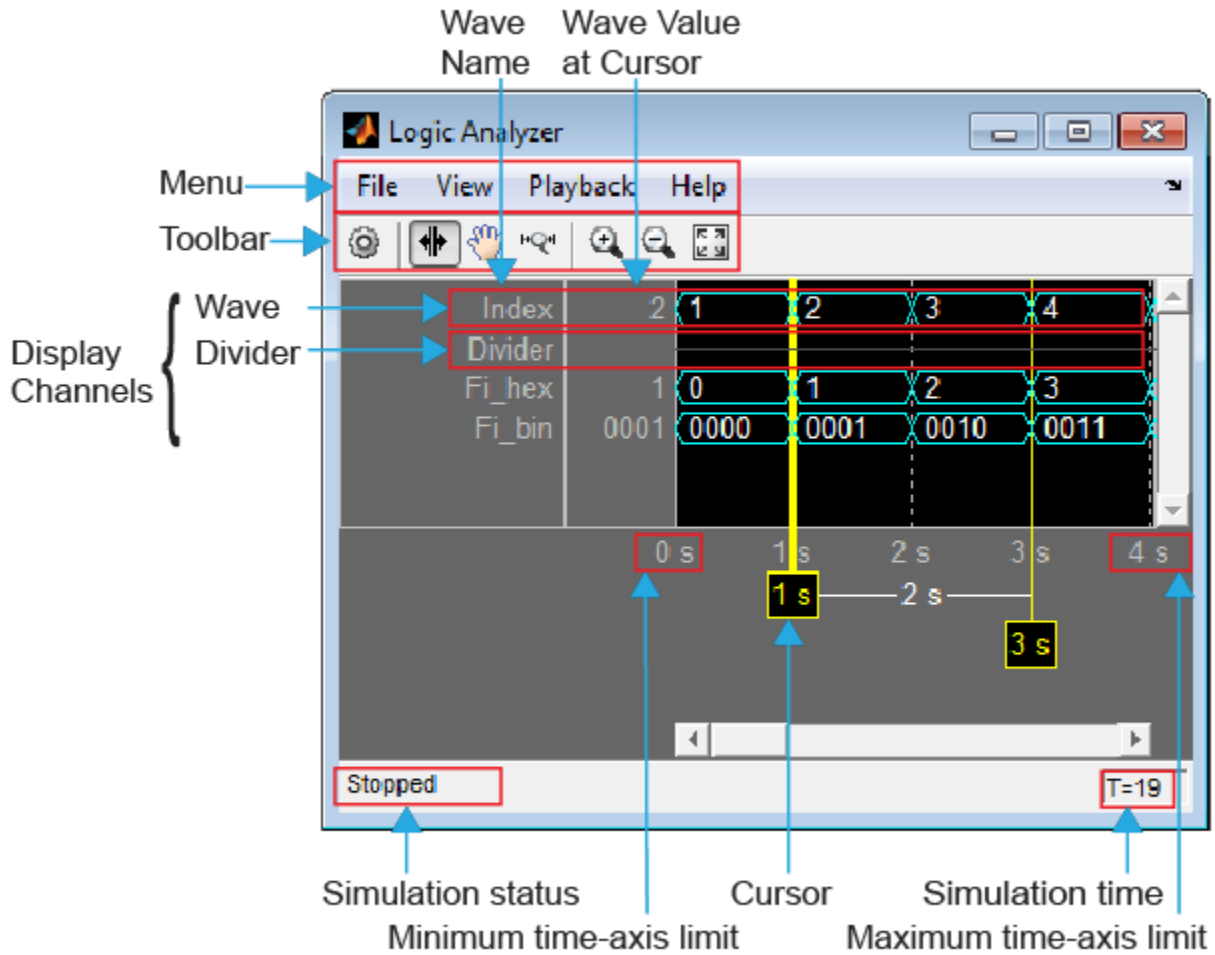 Wave Wave Value
Name at Cursor
Logic Analyzer
Menu
File View Playback Help
Toolbar
Wave
Index 2 1 2 3 4
Display
Channels
Divider
Divider
Fi_hex 1 0 1 2 3
Fi_bin 0001 0000 0001 0010 0011
0 s 1 s 2 s 3 s 4 s
1 s 2 s
3 s
Stopped T=19
Simulation status Cursor Simulation time
Minimum time-axis limit Maximum time-axis limit